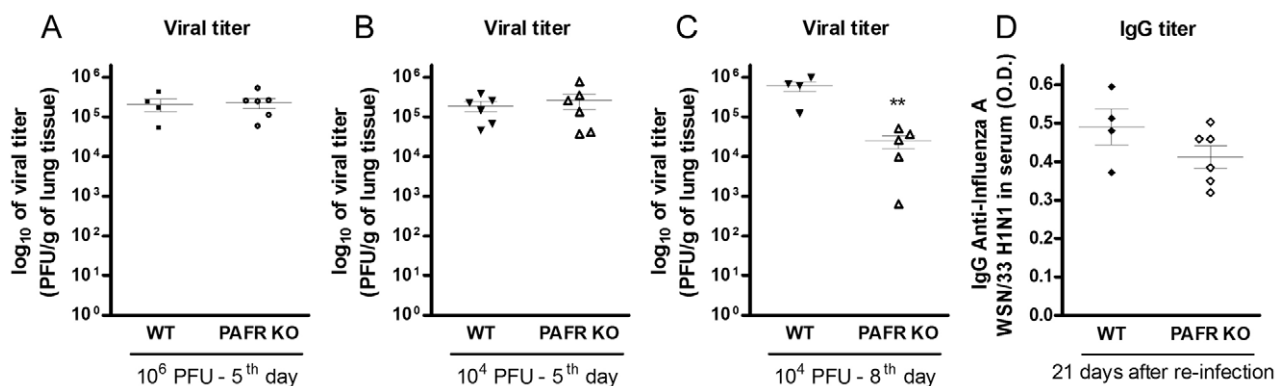 A
Viral titer
log₁₀ of viral titer
(PFU/g of lung tissue)
10⁶
10⁵
10⁴
10³
10²
10¹
10⁰
WT
PAFR KO
10⁶ PFU - 5ᵗʰ day
B
Viral titer
log₁₀ of viral titer
(PFU/g of lung tissue)
10⁶
10⁵
10⁴
10³
10²
10¹
10⁰
WT
PAFR KO
10⁴ PFU - 5ᵗʰ day
C
Viral titer
log₁₀ of viral titer
(PFU/g of lung tissue)
10⁶
10⁵
10⁴
10³
10²
10¹
10⁰
**
WT
PAFR KO
10⁴ PFU - 8ᵗʰ day
D
IgG titer
IgG Anti-Influenza A
WSN/33 H1N1 in serum (O.D.)
0.6
0.5
0.4
0.3
0.2
0.1
0.0
WT
PAFR KO
21 days after re-infection